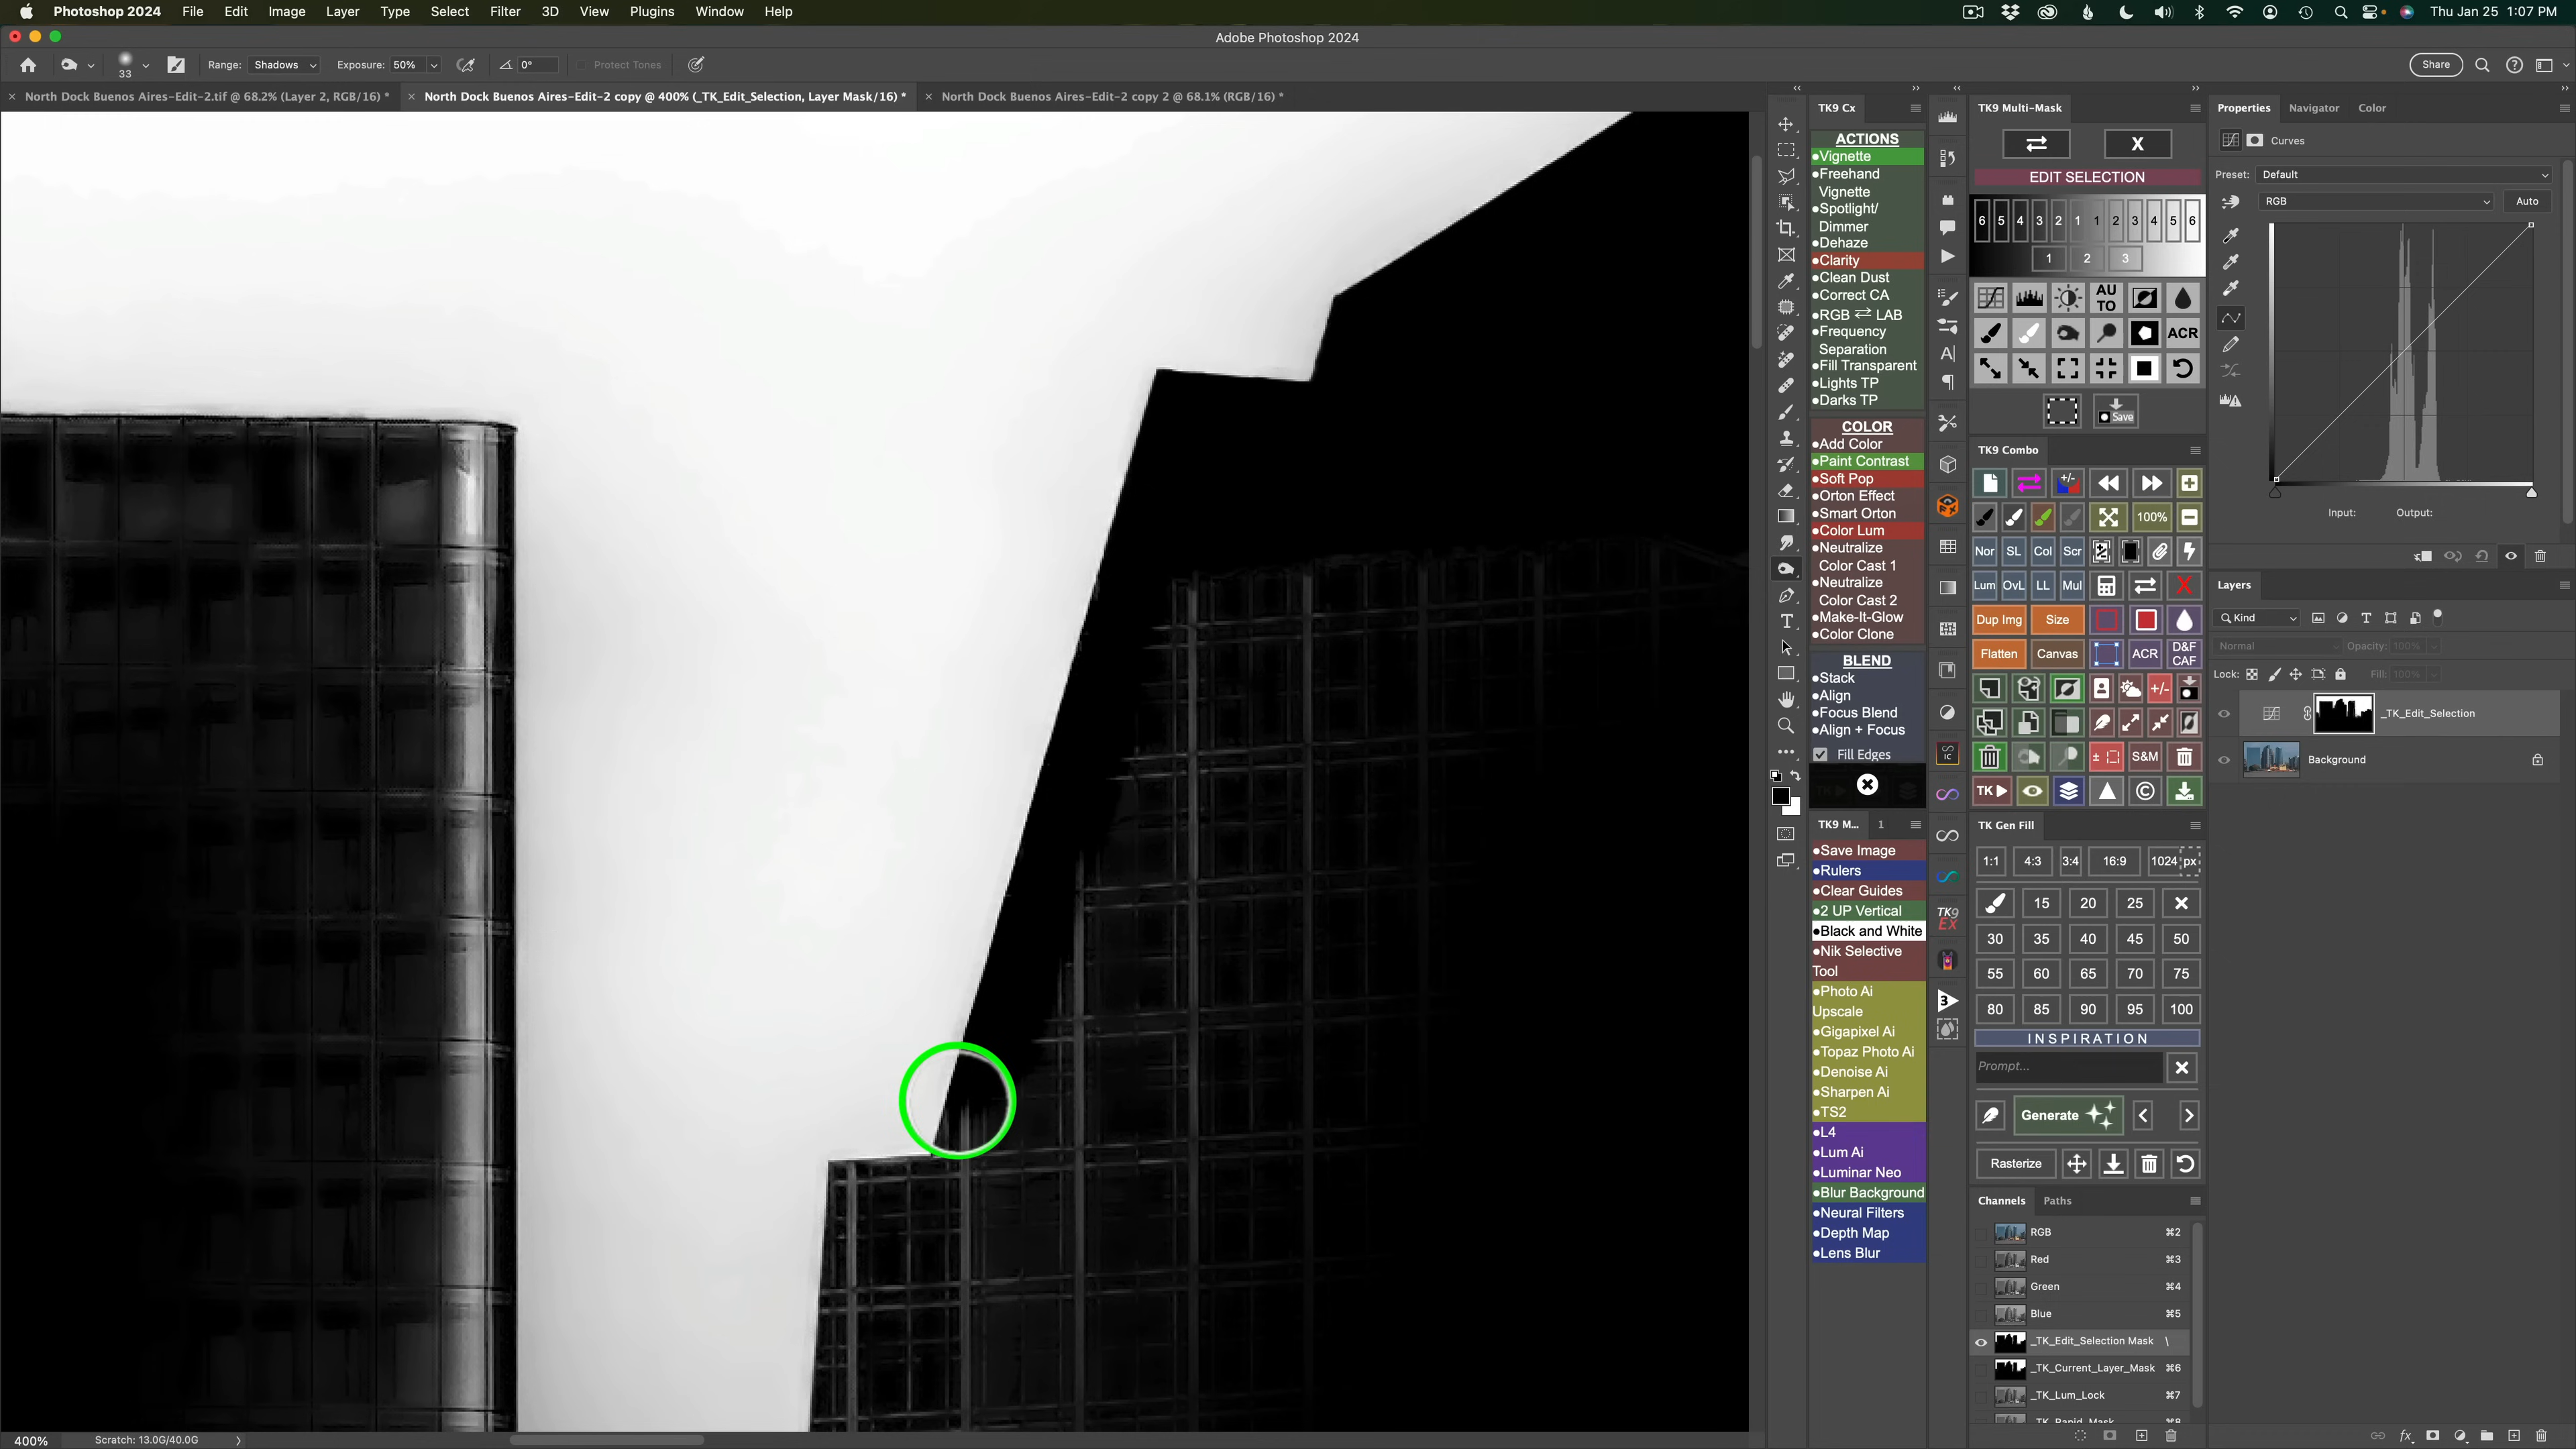 Photoshop 2024 File Edit Image Layer Type Select Filter 3D View Plugins Window Help Thu Jan 25 1:07 PM
Adobe Photoshop 2024
33 Range: Shadows Exposure: 50% 0° Protect Tones Share
North Dock Buenos Aires-Edit-2.tif @ 68.2% (Layer 2, RGB/16) * North Dock Buenos Aires-Edit-2 copy @ 400% (_TK_Edit_Selection, Layer Mask/16) * North Dock Buenos Aires-Edit-2 copy 2 @ 68.1% (RGB/16) *
TK9 Cx
ACTIONS
●Vignette
●Freehand
Vignette
●Spotlight/
Dimmer
●Dehaze
●Clarity
●Clean Dust
●Correct CA
●RGB ⇄ LAB
●Frequency
Separation
●Fill Transparent
●Lights TP
●Darks TP
COLOR
●Add Color
●Paint Contrast
●Soft Pop
●Orton Effect
●Smart Orton
●Color Lum
●Neutralize
Color Cast 1
●Neutralize
Color Cast 2
●Make-It-Glow
●Color Clone
BLEND
●Stack
●Align
●Focus Blend
●Align + Focus
Fill Edges
TK9 M... 1
●Save Image
●Rulers
●Clear Guides
●2 UP Vertical
●Black and White
●Nik Selective
Tool
●Photo Ai
Upscale
●Gigapixel Ai
●Topaz Photo Ai
●Denoise Ai
●Sharpen Ai
●TS2
●L4
●Lum Ai
●Luminar Neo
●Blur Background
●Neural Filters
●Depth Map
●Lens Blur
IC
TK9
Ex
3
TK9 Multi-Mask
X
EDIT SELECTION
6 5 4 3 2 1 1 2 3 4 5 6
1 2 3
AU
TO
ACR
Save
TK9 Combo
+/-
100%
Nor SL Col Scr
Lum OvL LL Mul
Dup Img Size
Flatten Canvas ACR D&F
CAF
+/-
S&M
TK
TK Gen Fill
1:1 4:3 3:4 16:9 1024 px
15 20 25
30 35 40 45 50
55 60 65 70 75
80 85 90 95 100
INSPIRATION
Prompt...
Generate
Rasterize
Channels Paths
RGB ⌘2
Red ⌘3
Green ⌘4
Blue ⌘5
_TK_Edit_Selection Mask \
_TK_Current_Layer_Mask ⌘6
_TK_Lum_Lock ⌘7
_TK_Rapid_Mask ⌘8
Properties Navigator Color
Curves
Preset: Default
RGB Auto
Input: Output:
Layers
Kind
Normal Opacity: 100%
Lock: Fill: 100%
_TK_Edit_Selection
Background
fx
400% Scratch: 13.0G/40.0G